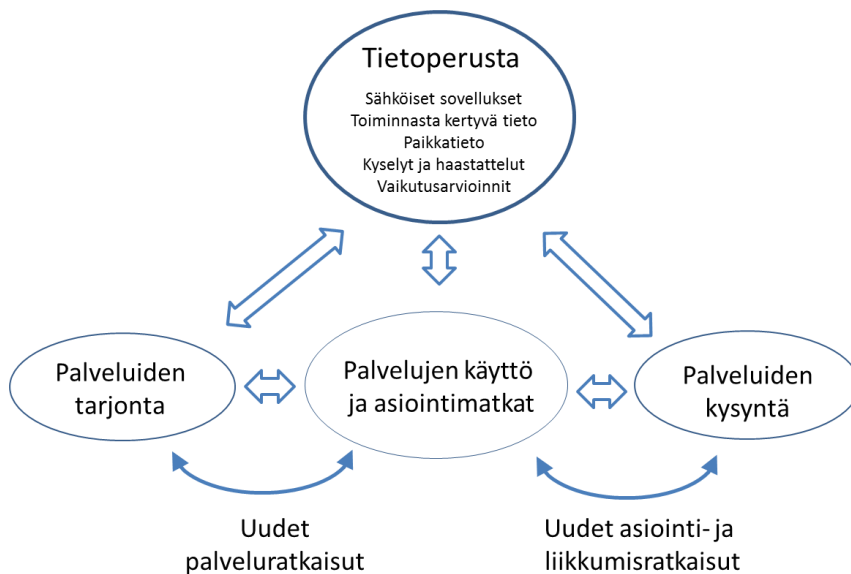 Tietoperusta
Sähköiset sovellukset
Toiminnasta kertyvä tieto
Paikkatieto
Kyselyt ja haastattelut
Vaikutusarvioinnit
Palveluiden
tarjonta
Palvelujen käyttö
ja asiointimatkat
Palveluiden
kysyntä
Uudet
palveluratkaisut
Uudet asiointi- ja
liikkumisratkaisut